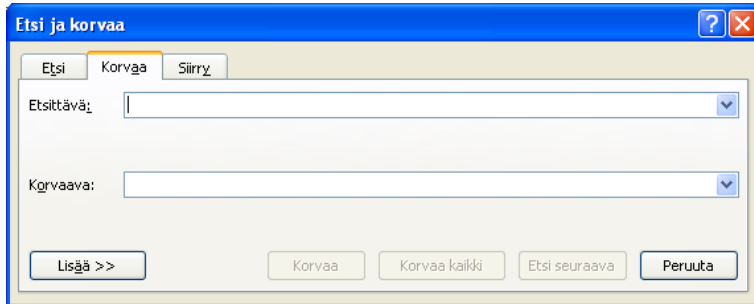 Etsi ja korvaa
Etsi Korvaa Siirry
Etsittävä:
Korvaava:
Lisää >> Korvaa Korvaa kaikki Etsi seuraava Peruuta